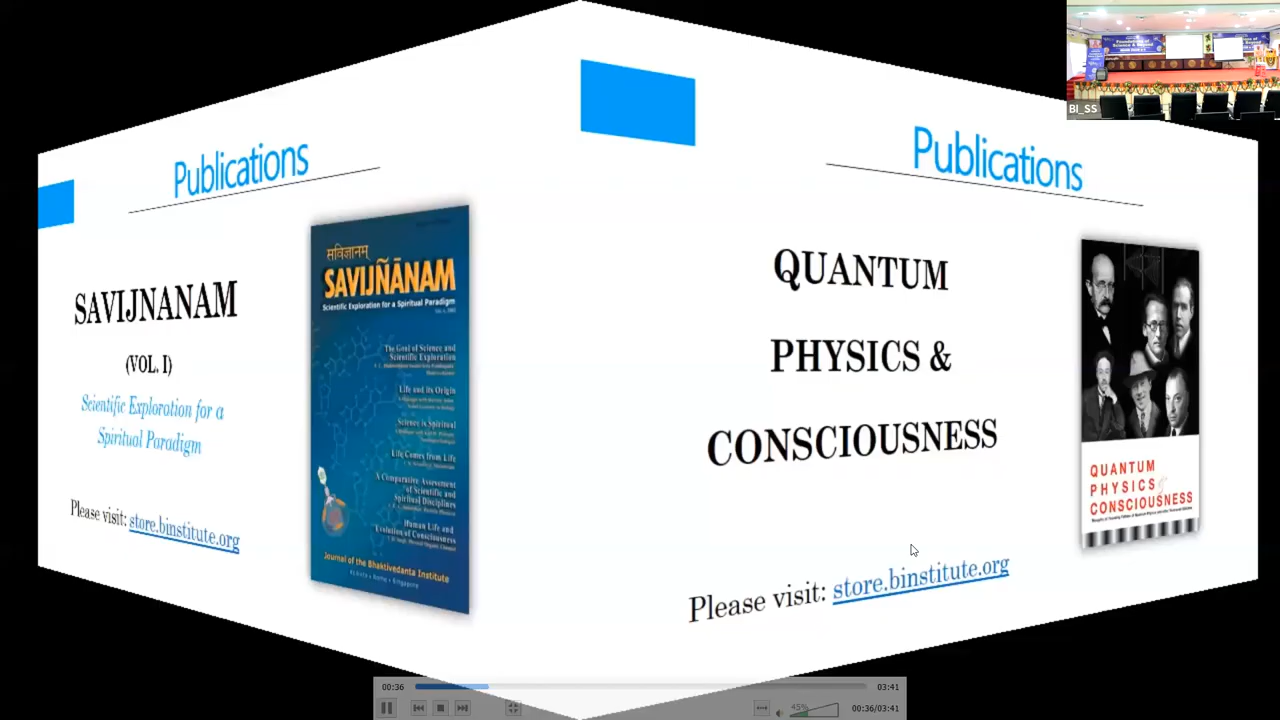 Publications
SAVIJNANAM
(VOL. I)
Scientific Exploration for a
Spiritual Paradigm
Please visit: store.binstitute.org
सविज्ञानम्
SAVIJÑĀNAM
Scientific Exploration for a Spiritual Paradigm
The Goal of Science and
Scientific Exploration
Life and its Origin
Science is Spiritual
Life Comes from Life
A Comparative Assessment
of Scientific and
Spiritual Disciplines
Human Life and
Evolution of Consciousness
Journal of the Bhaktivedanta Institute
Publications
QUANTUM
PHYSICS &
CONSCIOUSNESS
Please visit: store.binstitute.org
QUANTUM
PHYSICS &
CONSCIOUSNESS
BI_SS
00:36
03:41
45%
00:36/03:41